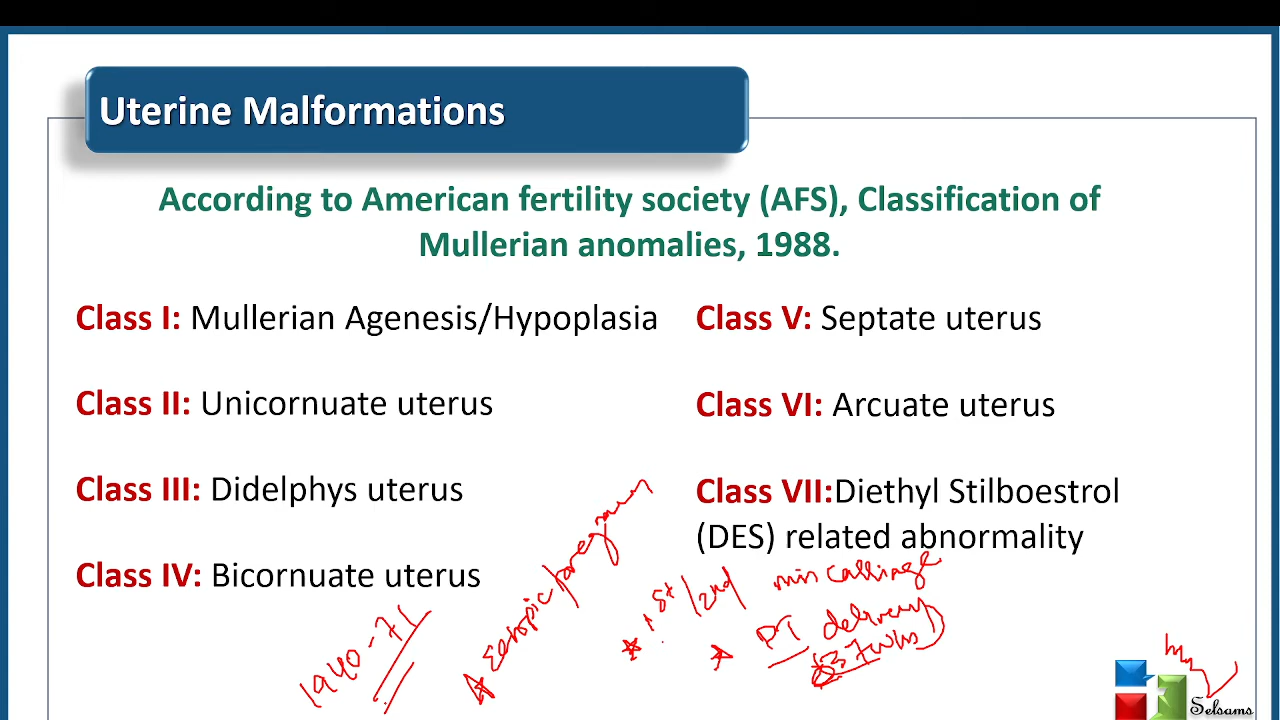 Uterine Malformations
According to American fertility society (AFS), Classification of
Mullerian anomalies, 1988.
Class I: Mullerian Agenesis/Hypoplasia
Class II: Unicornuate uterus
Class III: Didelphys uterus
Class IV: Bicornuate uterus
Class V: Septate uterus
Class VI: Arcuate uterus
Class VII:Diethyl Stilboestrol
(DES) related abnormality
1940-71
Ectopic pregnancy
1st/2nd miscarriage
PT delivery
37wks)
Selsams